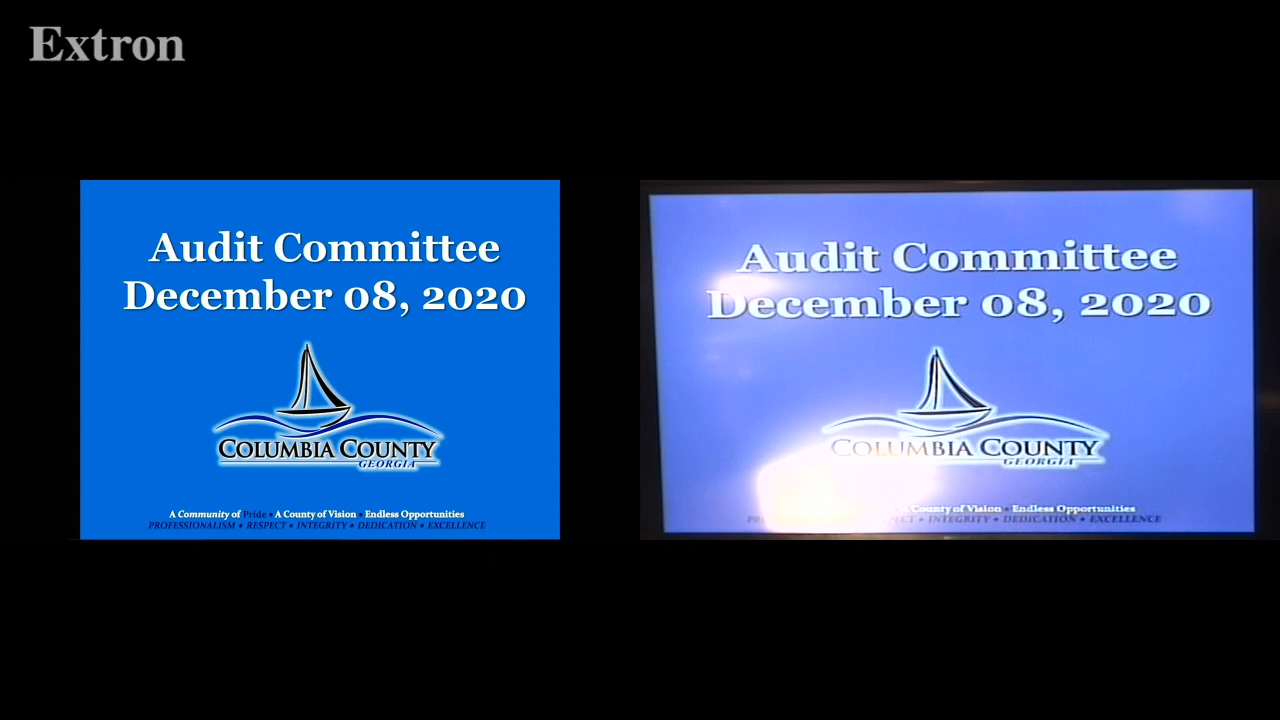 Extron
Audit Committee
December 08, 2020
COLUMBIA COUNTY
GEORGIA
A Community of Pride • A County of Vision • Endless Opportunities
PROFESSIONALISM • RESPECT • INTEGRITY • DEDICATION • EXCELLENCE
Audit Committee
December 08, 2020
COLUMBIA COUNTY
GEORGIA
A County of Vision • Endless Opportunities
• INTEGRITY • DEDICATION • EXCELLENCE